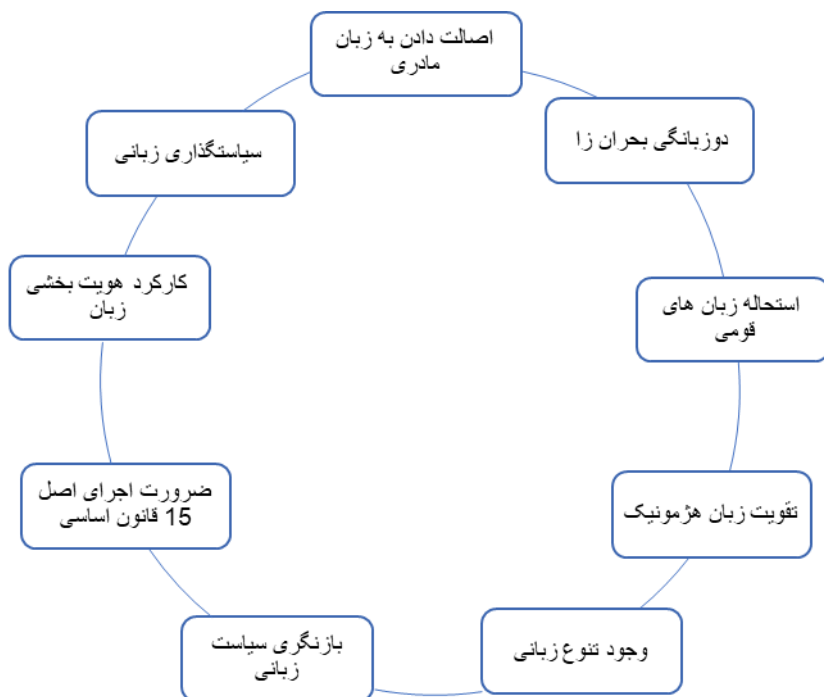 اصالت دادن به زبان
مادری
دوزبانگی بحران زا
استحاله زبان های
قومی
تقویت زبان هژمونیک
وجود تنوع زبانی
بازنگری سیاست
زبانی
ضرورت اجرای اصل
15 قانون اساسی
کارکرد هویت بخشی
زبان
سیاستگذاری زبانی